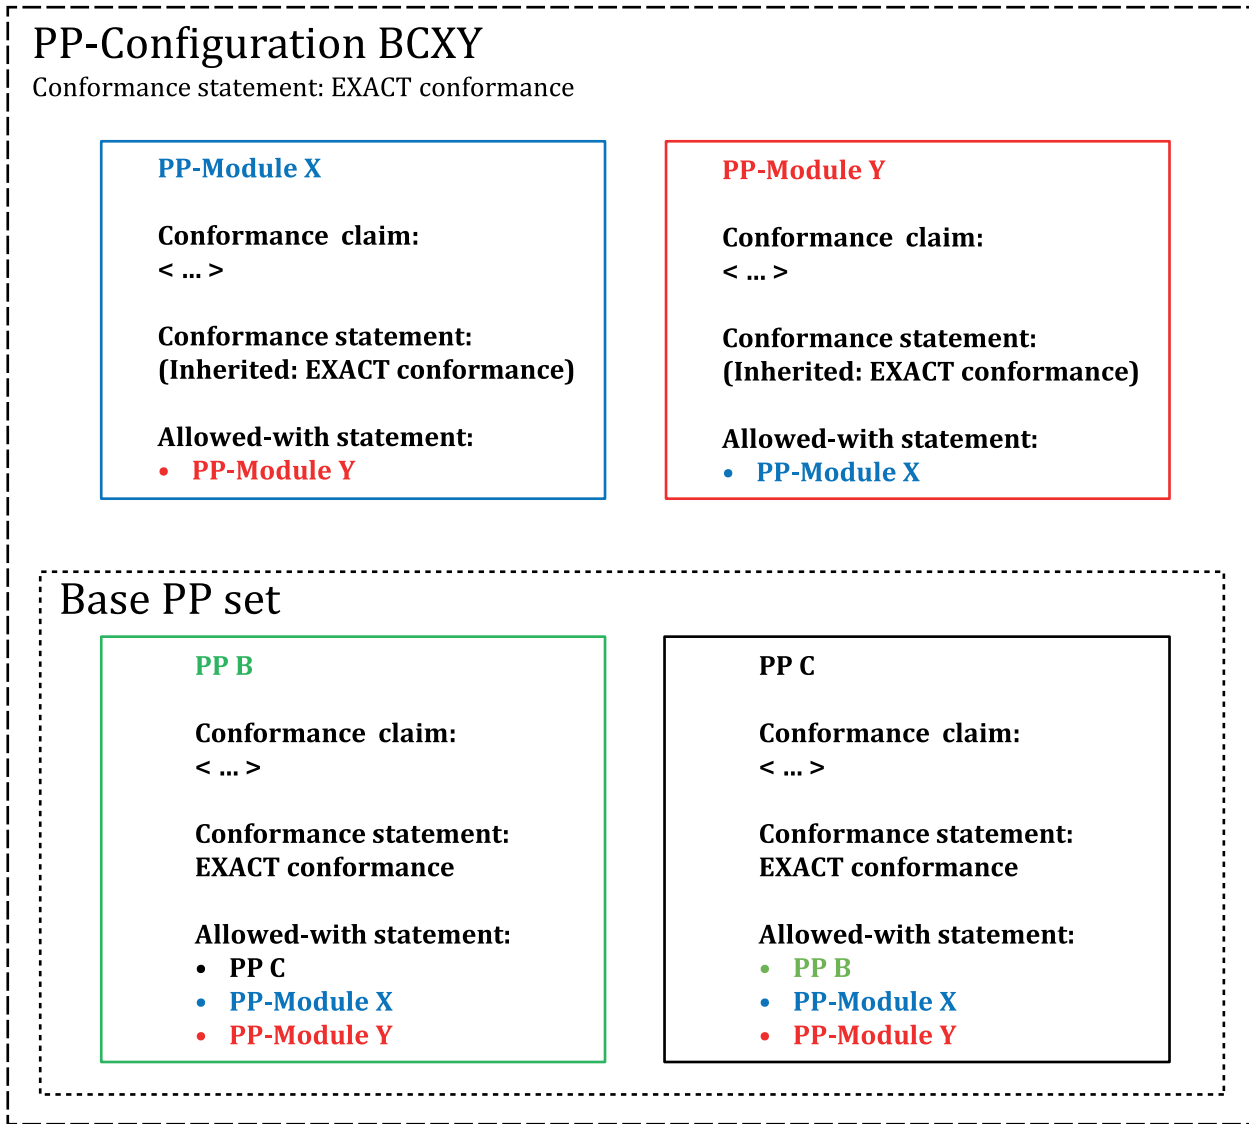 PP-Configuration BCXY
Conformance statement: EXACT conformance
PP-Module X
Conformance claim:
< ... >
Conformance statement:
(Inherited: EXACT conformance)
Allowed-with statement:
• PP-Module Y
PP-Module Y
Conformance claim:
< ... >
Conformance statement:
(Inherited: EXACT conformance)
Allowed-with statement:
• PP-Module X
Base PP set
PP B
Conformance claim:
< ... >
Conformance statement:
EXACT conformance
Allowed-with statement:
• PP C
• PP-Module X
• PP-Module Y
PP C
Conformance claim:
< ... >
Conformance statement:
EXACT conformance
Allowed-with statement:
• PP B
• PP-Module X
• PP-Module Y